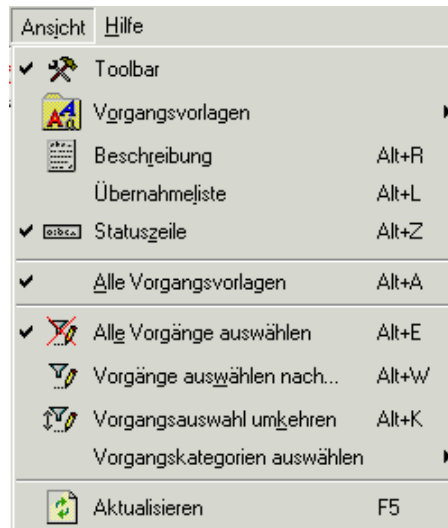 Ansicht Hilfe
Toolbar
Vorgangsvorlagen
Beschreibung Alt+R
Übernahmeliste Alt+L
Statuszeile Alt+Z
Alle Vorgangsvorlagen Alt+A
Alle Vorgänge auswählen Alt+E
Vorgänge auswählen nach... Alt+W
Vorgangsauswahl umkehren Alt+K
Vorgangskategorien auswählen
Aktualisieren F5